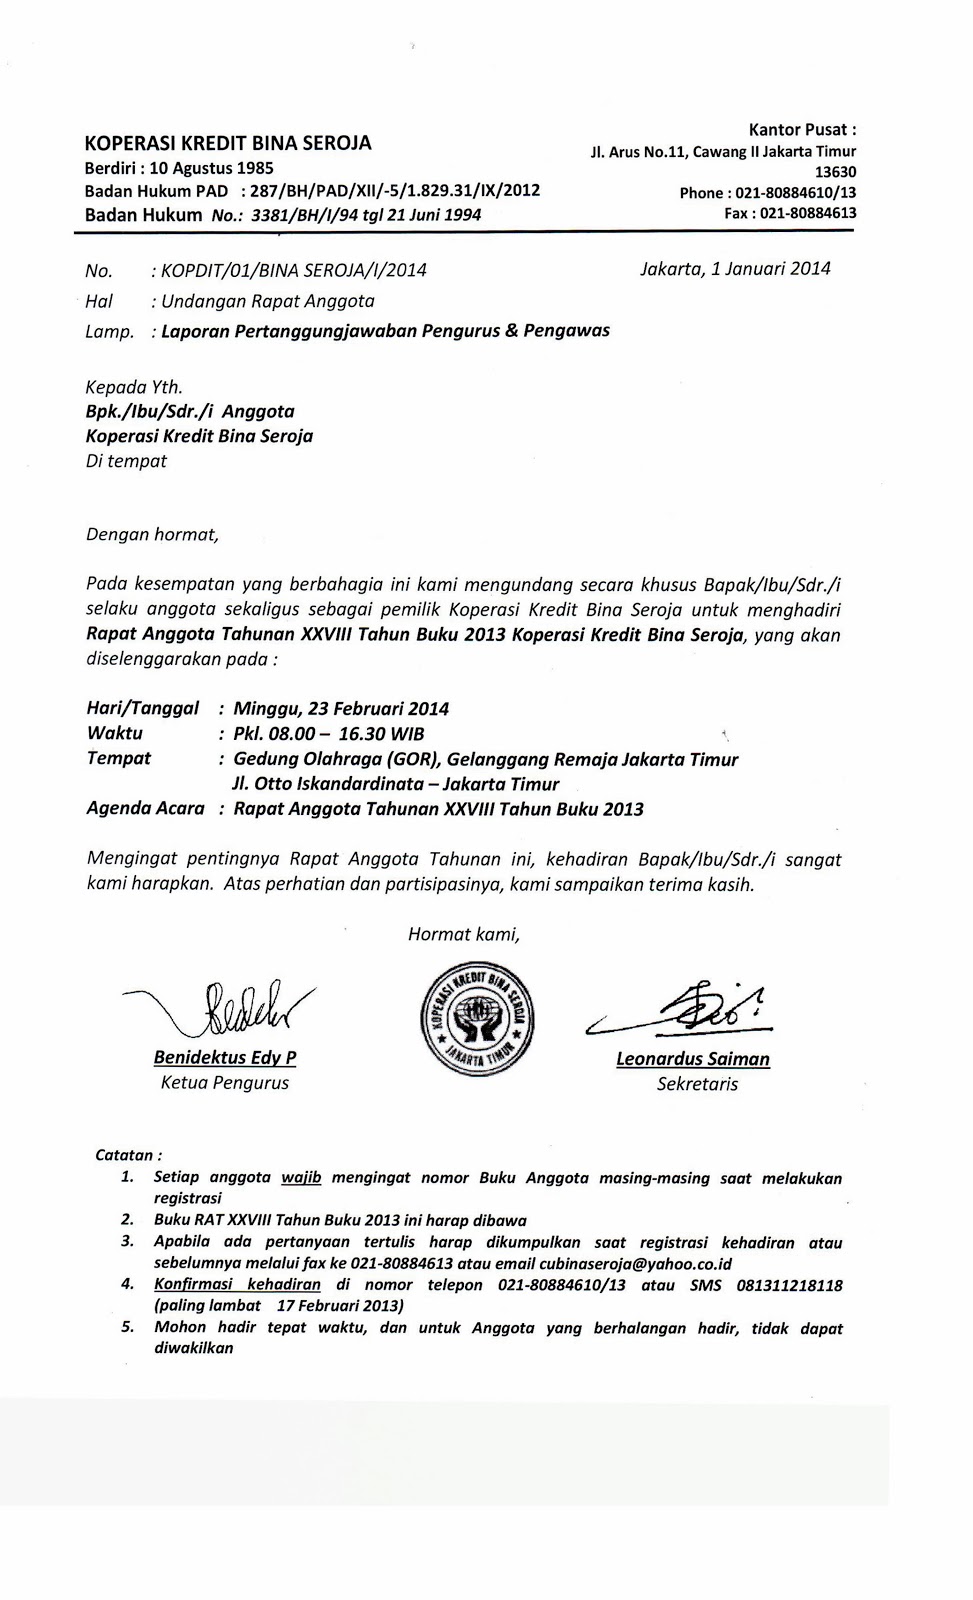 KOPERASI KREDIT BINA SEROJA
Berdiri : 10 Agustus 1985
Badan Hukum PAD : 287/BH/PAD/XII/-5/1.829.31/IX/2012
Badan Hukum No.: 3381/BH/I/94 tgl 21 Juni 1994
Kantor Pusat :
Jl. Arus No.11, Cawang II Jakarta Timur
13630
Phone : 021-80884610/13
Fax : 021-80884613
No. : KOPDIT/01/BINA SEROJA/I/2014
Jakarta, 1 Januari 2014
Hal : Undangan Rapat Anggota
Lamp. : Laporan Pertanggungjawaban Pengurus & Pengawas
Kepada Yth.
Bpk./Ibu/Sdr./i Anggota
Koperasi Kredit Bina Seroja
Di tempat
Dengan hormat,
Pada kesempatan yang berbahagia ini kami mengundang secara khusus Bapak/Ibu/Sdr./i
selaku anggota sekaligus sebagai pemilik Koperasi Kredit Bina Seroja untuk menghadiri
Rapat Anggota Tahunan XXVIII Tahun Buku 2013 Koperasi Kredit Bina Seroja, yang akan
diselenggarakan pada :
Hari/Tanggal : Minggu, 23 Februari 2014
Waktu : Pkl. 08.00 – 16.30 WIB
Tempat : Gedung Olahraga (GOR), Gelanggang Remaja Jakarta Timur
Jl. Otto Iskandardinata – Jakarta Timur
Agenda Acara : Rapat Anggota Tahunan XXVIII Tahun Buku 2013
Mengingat pentingnya Rapat Anggota Tahunan ini, kehadiran Bapak/Ibu/Sdr./i sangat
kami harapkan. Atas perhatian dan partisipasinya, kami sampaikan terima kasih.
Hormat kami,
KOPERASI KREDIT BINA SEROJA
JAKARTA TIMUR
Benidektus Edy P
Ketua Pengurus
Leonardus Saiman
Sekretaris
Catatan :
1. Setiap anggota wajib mengingat nomor Buku Anggota masing-masing saat melakukan
registrasi
2. Buku RAT XXVIII Tahun Buku 2013 ini harap dibawa
3. Apabila ada pertanyaan tertulis harap dikumpulkan saat registrasi kehadiran atau
sebelumnya melalui fax ke 021-80884613 atau email cubinaseroja@yahoo.co.id
4. Konfirmasi kehadiran di nomor telepon 021-80884610/13 atau SMS 081311218118
(paling lambat 17 Februari 2013)
5. Mohon hadir tepat waktu, dan untuk Anggota yang berhalangan hadir, tidak dapat
diwakilkan